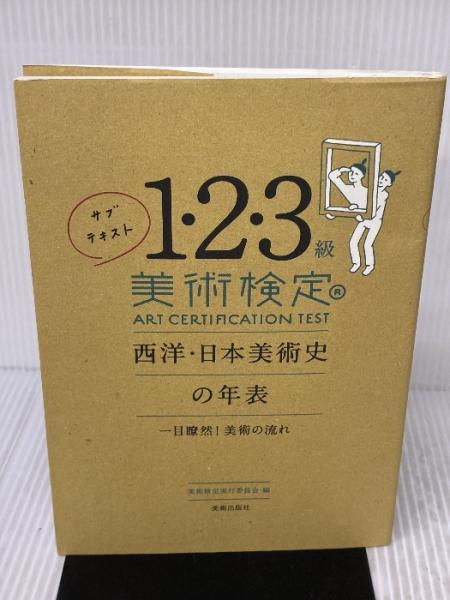 サブ
テキスト
1・2・3級
美術検定®
ART CERTIFICATION TEST
西洋・日本美術史
の年表
一目瞭然！美術の流れ
美術検定実行委員会・編
美術出版社